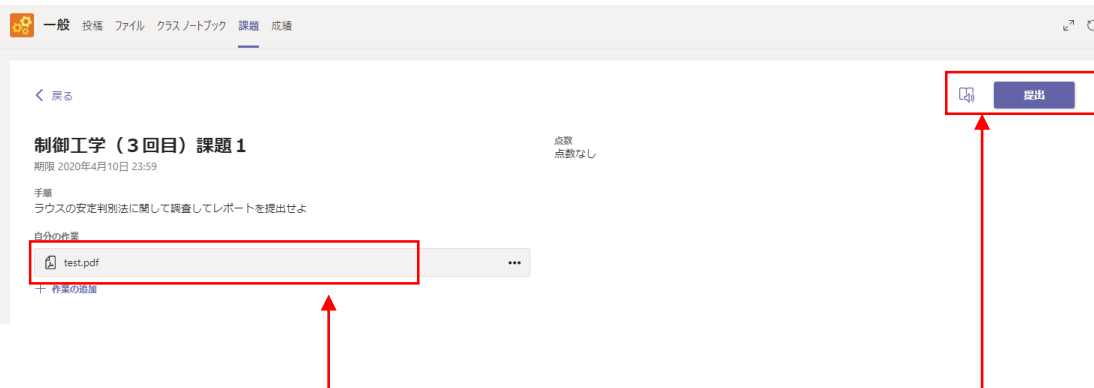 一般 投稿 ファイル クラス ノートブック 課題 成績
戻る
提出
制御工学（３回目）課題１
期限 2020年4月10日 23:59
点数
点数なし
手順
ラウスの安定判別法に関して調査してレポートを提出せよ
自分の作業
test.pdf
+ 作業の追加